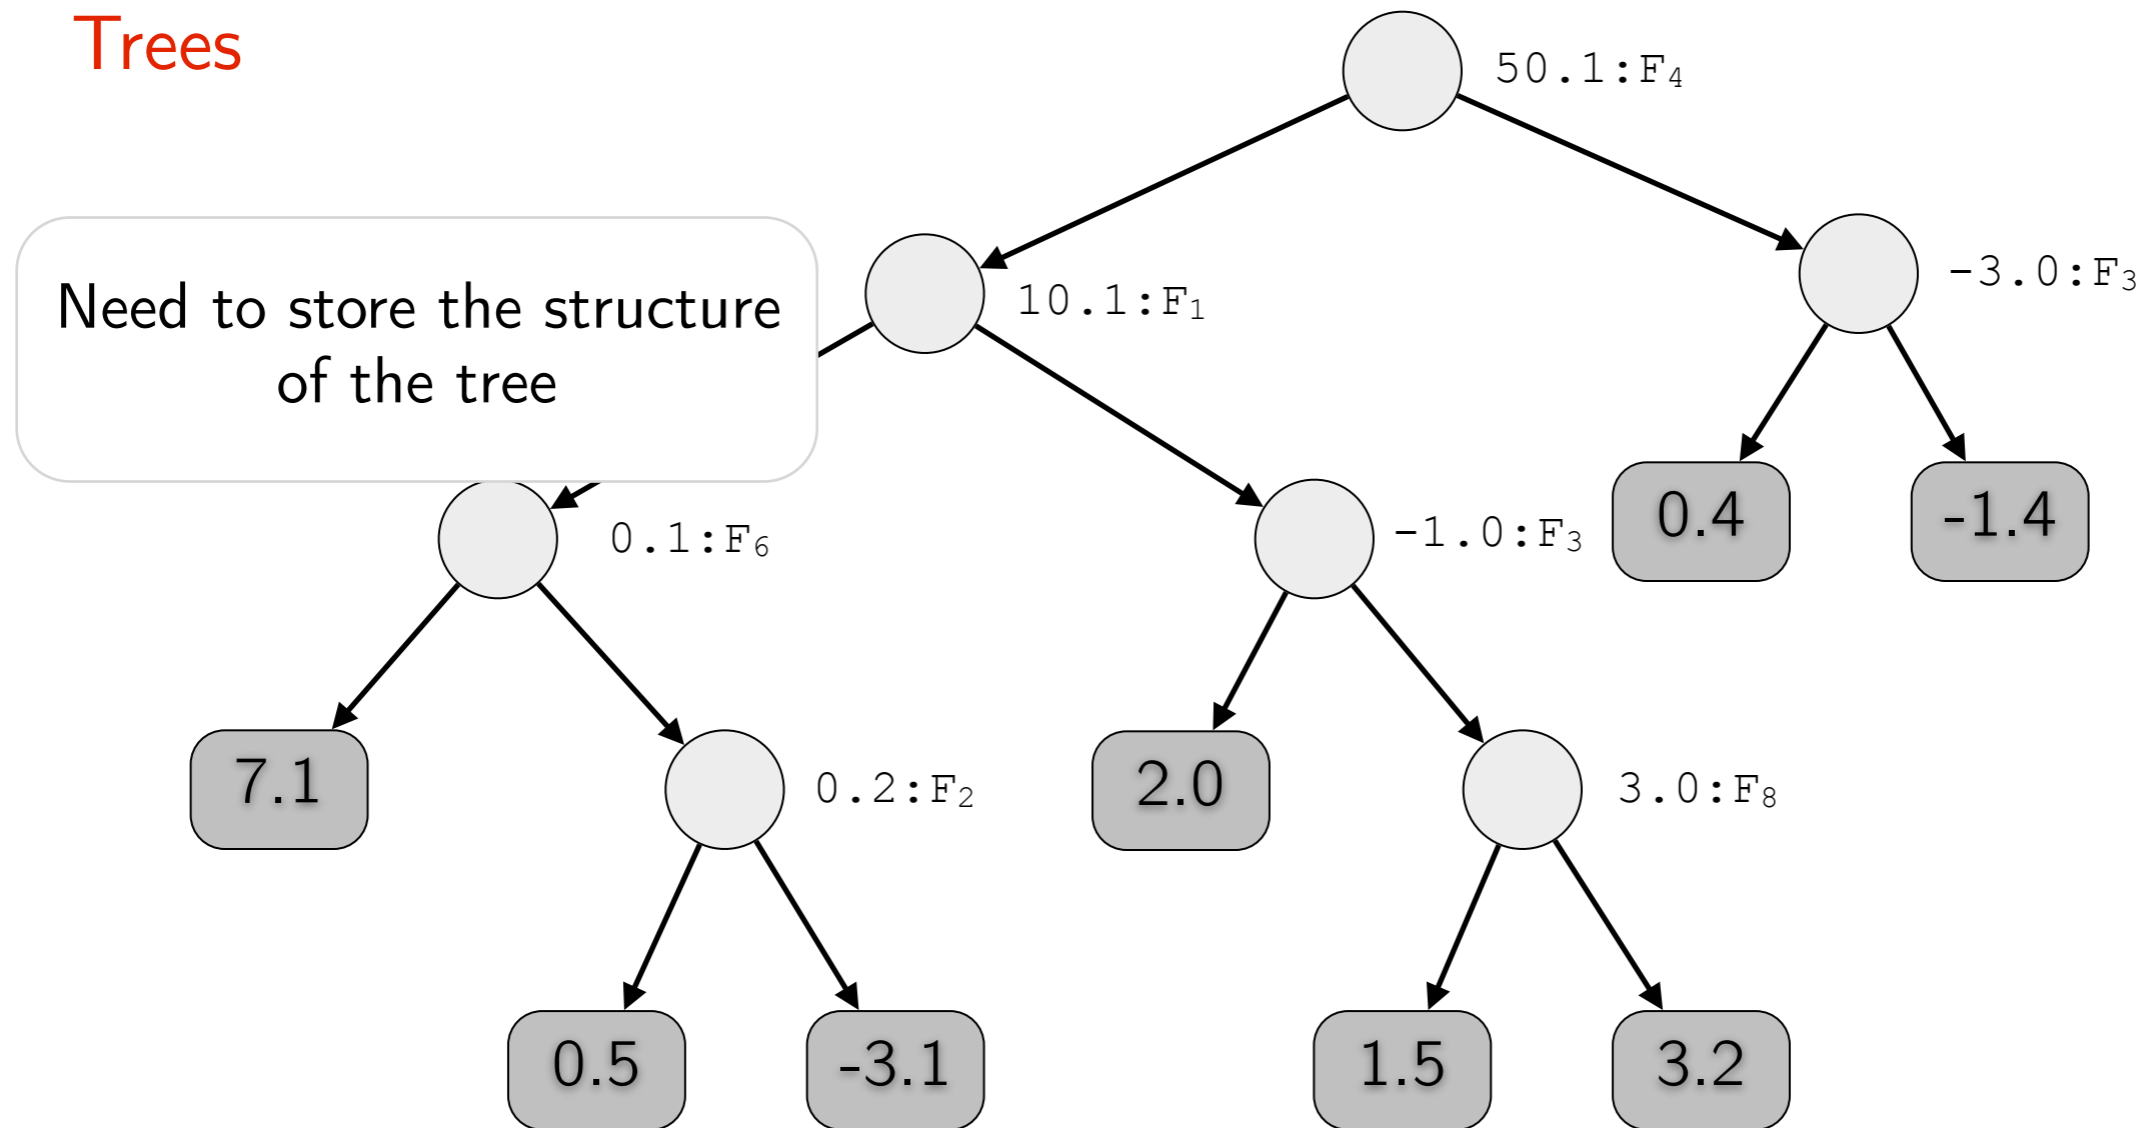 Trees
50.1:F₄
10.1:F₁
-3.0:F₃
Need to store the structure
of the tree
0.1:F₆
-1.0:F₃
0.4
-1.4
7.1
0.2:F₂
2.0
3.0:F₈
0.5
-3.1
1.5
3.2